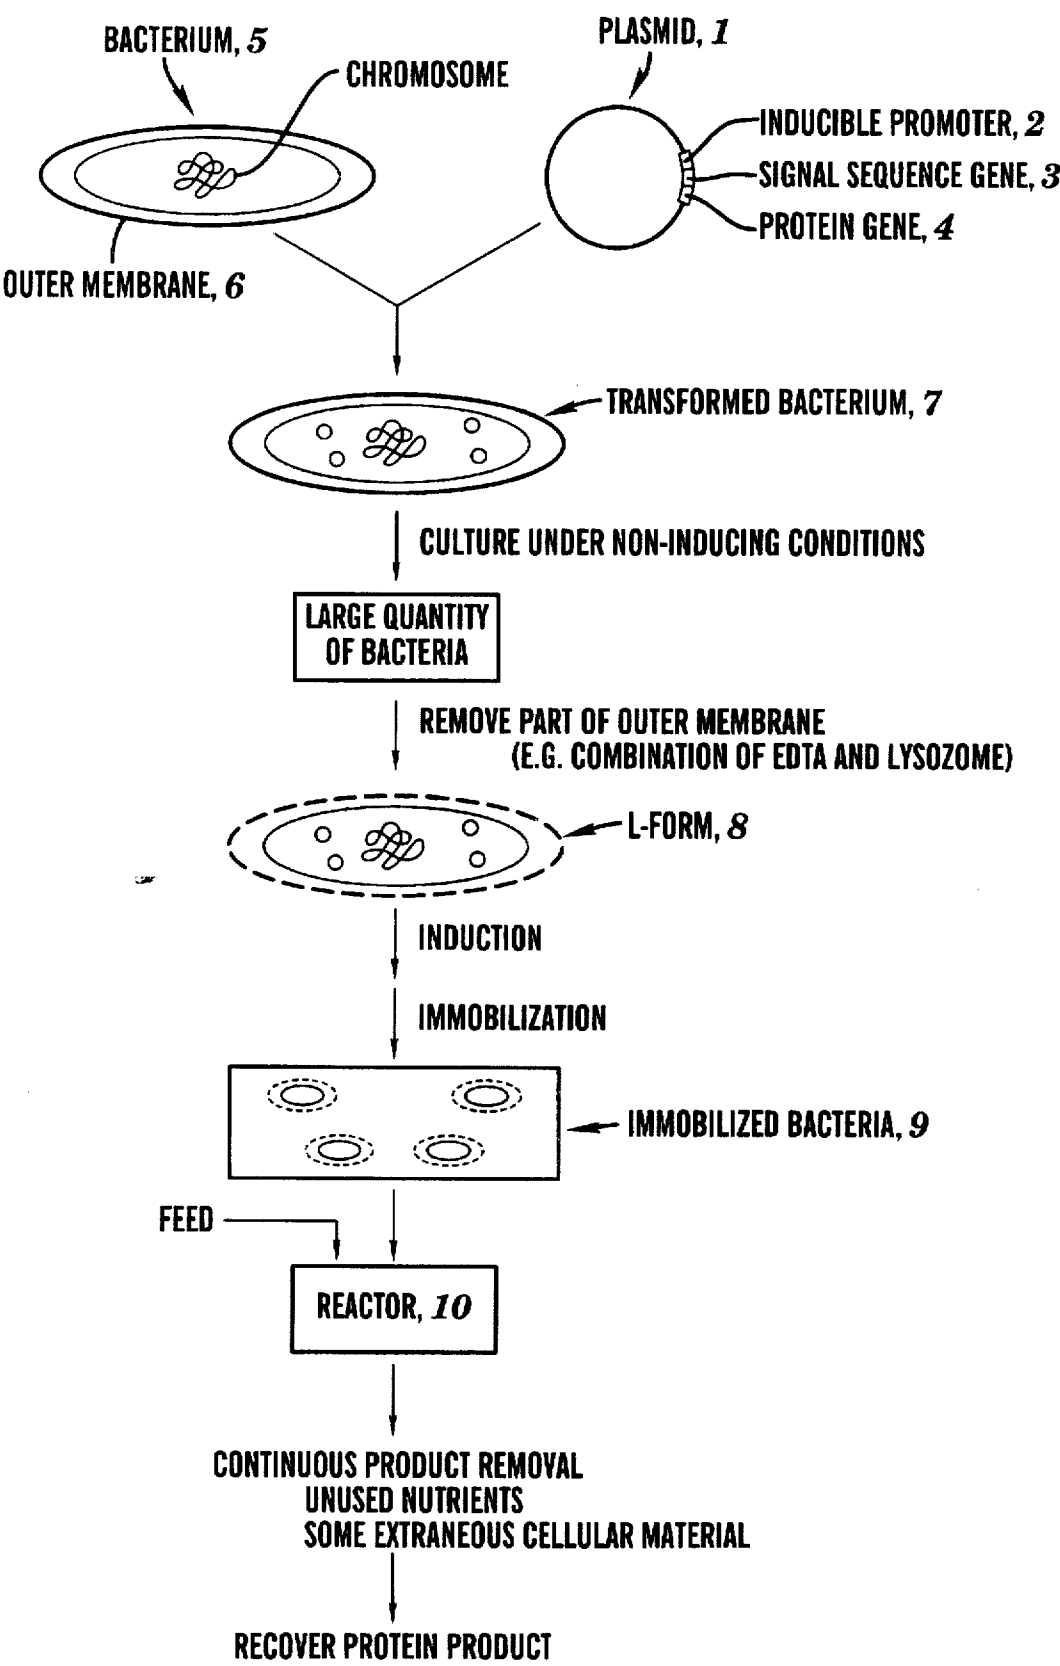 BACTERIUM, 5
PLASMID, 1
CHROMOSOME
INDUCIBLE PROMOTER, 2
SIGNAL SEQUENCE GENE, 3
PROTEIN GENE, 4
OUTER MEMBRANE, 6
TRANSFORMED BACTERIUM, 7
CULTURE UNDER NON-INDUCING CONDITIONS
LARGE QUANTITY
OF BACTERIA
REMOVE PART OF OUTER MEMBRANE
(E.G. COMBINATION OF EDTA AND LYSOZOME)
L-FORM, 8
INDUCTION
IMMOBILIZATION
IMMOBILIZED BACTERIA, 9
FEED
REACTOR, 10
CONTINUOUS PRODUCT REMOVAL
UNUSED NUTRIENTS
SOME EXTRANEOUS CELLULAR MATERIAL
RECOVER PROTEIN PRODUCT